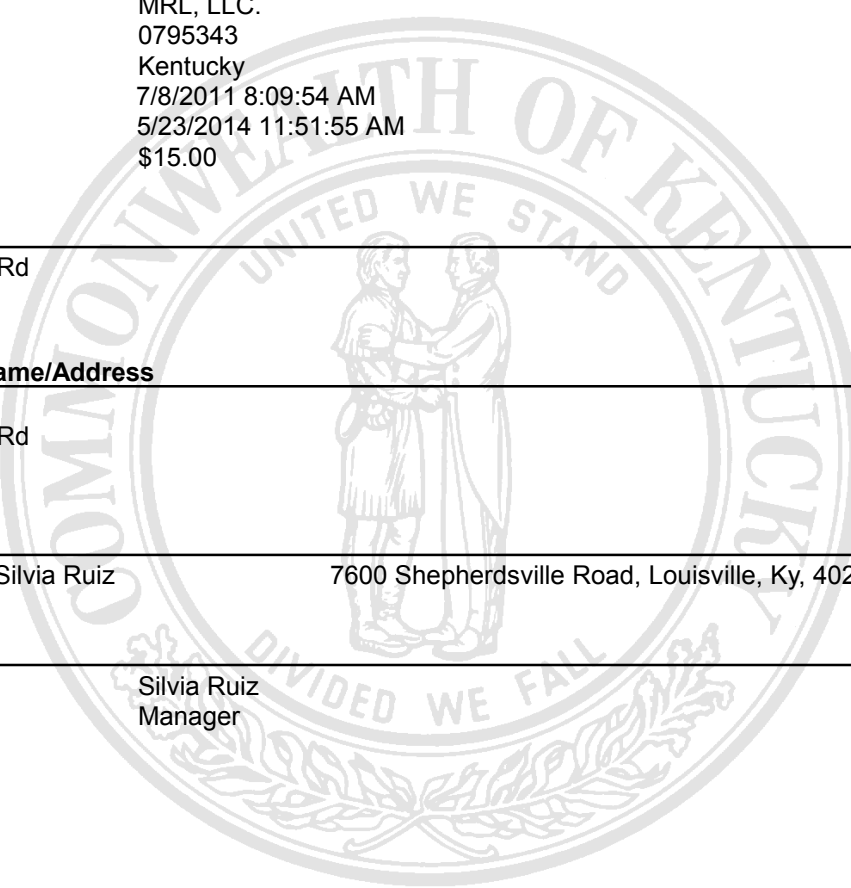 MRL, LLC.
0795343
Kentucky
7/8/2011 8:09:54 AM
5/23/2014 11:51:55 AM
$15.00
COMMONWEALTH OF KENTUCKY
UNITED WE STAND
Rd
ame/Address
Rd
Silvia Ruiz 7600 Shepherdsville Road, Louisville, Ky, 402
DIVIDED WE FALL
Silvia Ruiz
Manager